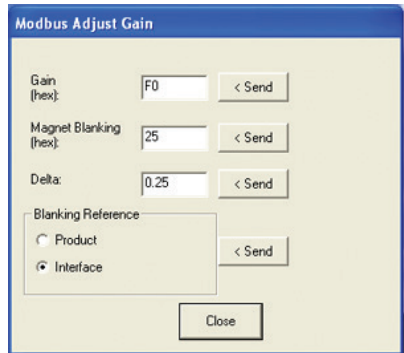 Modbus Adjust Gain
Gain
(hex):
F0
< Send
Magnet Blanking
(hex):
25
< Send
Delta:
0.25
< Send
Blanking Reference
Product
Interface
< Send
Close